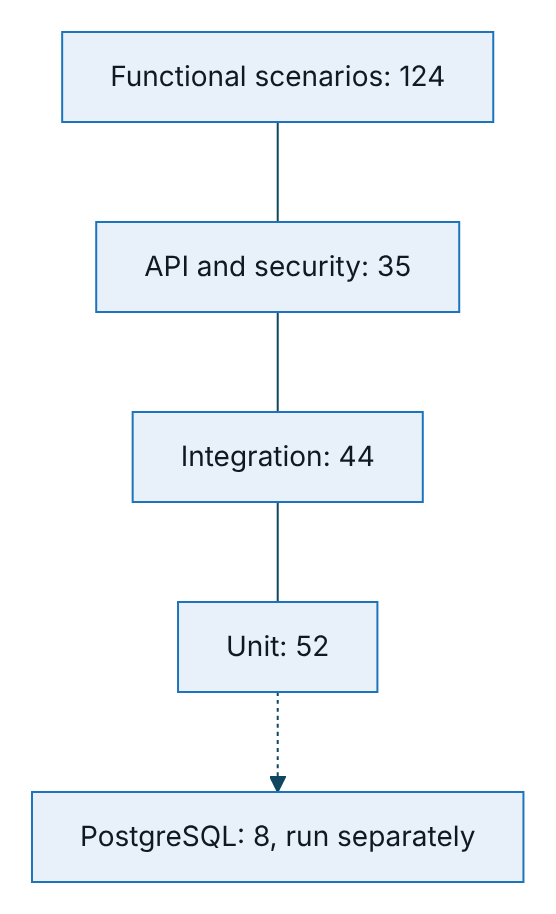 Functional scenarios: 124
API and security: 35
Integration: 44
Unit: 52
PostgreSQL: 8, run separately